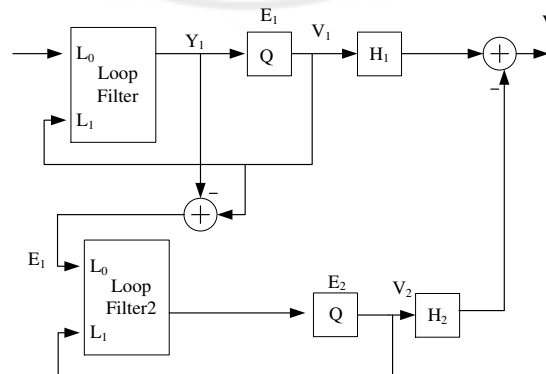 E₁
V
Y₁
V₁
L₀
Loop
Filter
L₁
Q
H₁
+
−
−
+
E₁
L₀
Loop
Filter2
L₁
E₂
Q
V₂
H₂